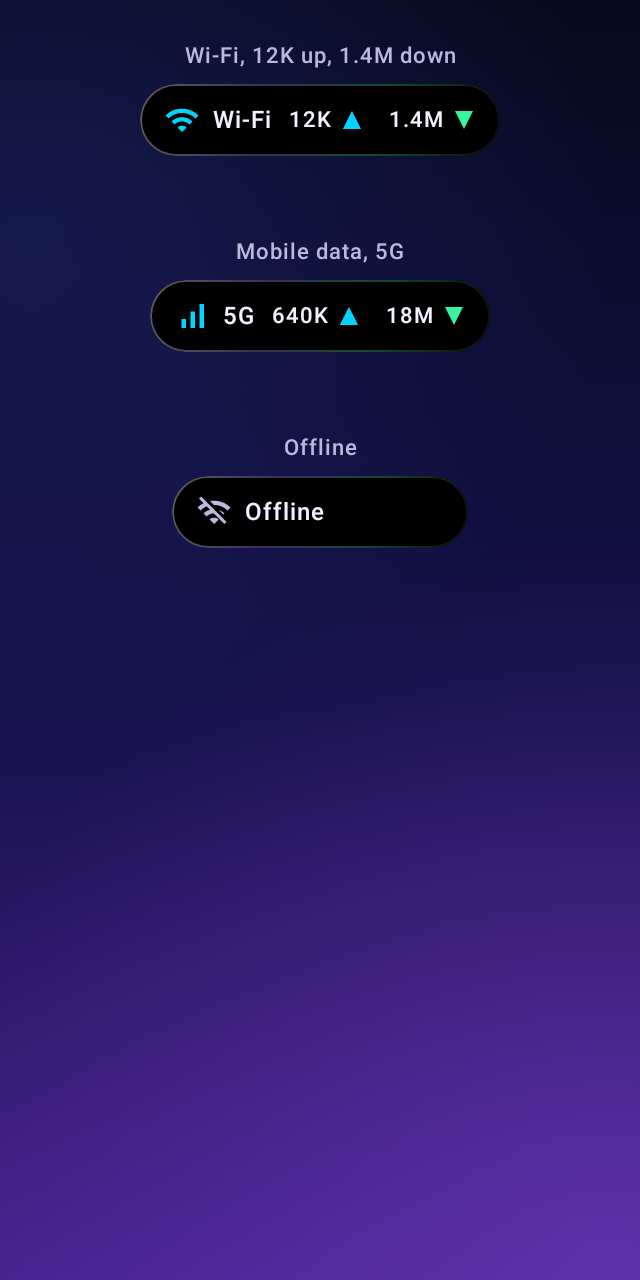 Wi-Fi, 12K up, 1.4M down
Wi-Fi 12K 1.4M
Mobile data, 5G
5G 640K 18M
Offline
Offline